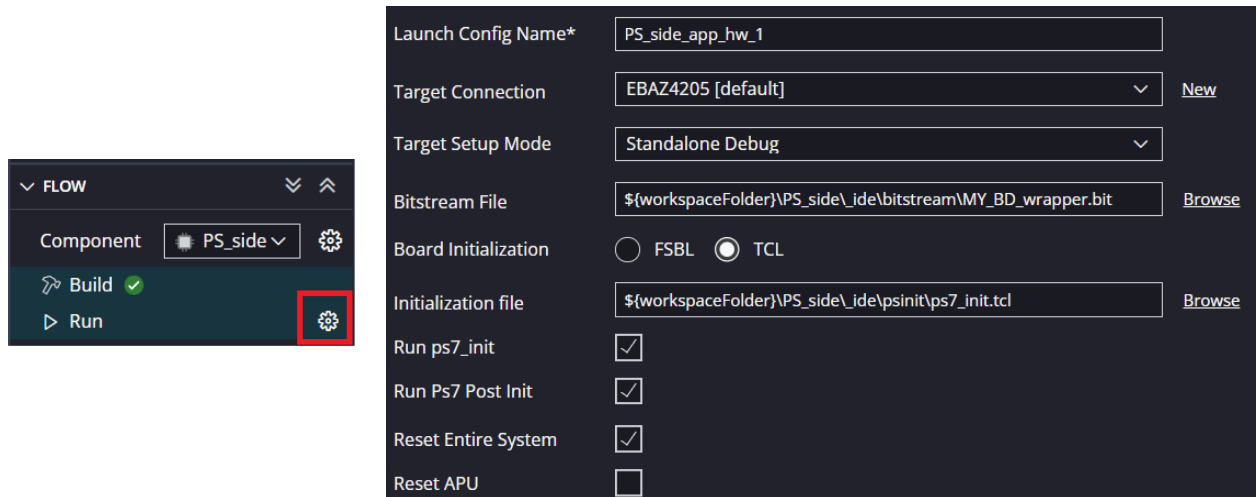 FLOW
Component PS_side
Build
Run
Launch Config Name* PS_side_app_hw_1
Target Connection EBAZ4205 [default] New
Target Setup Mode Standalone Debug
Bitstream File ${workspaceFolder}\PS_side\_ide\bitstream\MY_BD_wrapper.bit Browse
Board Initialization FSBL TCL
Initialization file ${workspaceFolder}\PS_side\_ide\psinit\ps7_init.tcl Browse
Run ps7_init
Run Ps7 Post Init
Reset Entire System
Reset APU